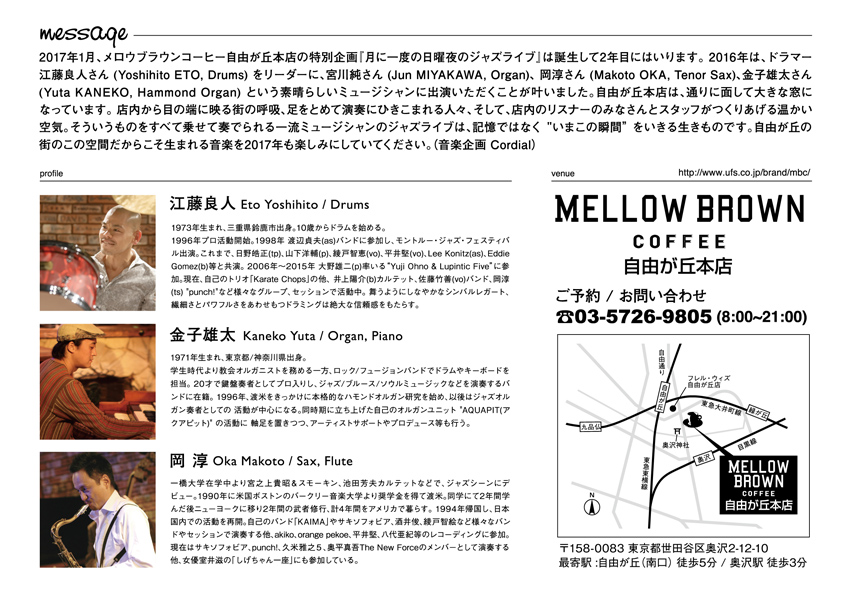 message
2017年1月、メロウブラウンコーヒー自由が丘本店の特別企画『月に一度の日曜夜のジャズライブ』は誕生して2年目にはいります。2016年は、ドラマー
江藤良人さん (Yoshihito ETO, Drums) をリーダーに、宮川純さん (Jun MIYAKAWA, Organ)、岡淳さん (Makoto OKA, Tenor Sax)、金子雄太さん
(Yuta KANEKO, Hammond Organ) という素晴らしいミュージシャンに出演いただくことが叶いました。自由が丘本店は、通りに面して大きな窓に
なっています。店内から目の端に映る街の呼吸、足をとめて演奏にひきこまれる人々、そして、店内のリスナーのみなさんとスタッフがつくりあげる温かい
空気。そういうものをすべて乗せて奏でられる一流ミュージシャンのジャズライブは、記憶ではなく “いまこの瞬間” をいきる生きものです。自由が丘の
街のこの空間だからこそ生まれる音楽を2017年も楽しみにしていてください。（音楽企画 Cordial）
profile
江藤良人 Eto Yoshihito / Drums
1973年生まれ、三重県鈴鹿市出身。10歳からドラムを始める。
1996年プロ活動開始。1998年 渡辺貞夫(as)バンドに参加し、モントルー・ジャズ・フェスティバ
ル出演。これまで、日野皓正(tp)、山下洋輔(p)、綾戸智恵(vo)、平井堅(vo)、Lee Konitz(as)、Eddie
Gomez(b)等と共演。2006年〜2015年 大野雄二(p)率いる“Yuji Ohno & Lupintic Five”に参
加。現在、自己のトリオ「Karate Chops」の他、井上陽介(b)カルテット、佐藤竹善(vo)バンド、岡淳
(ts) "punch!"など様々なグループ、セッションで活動中。舞うようにしなやかなシンバルレガート、
繊細さとパワフルさをあわせもつドラミングは絶大な信頼感をもたらす。
金子雄太 Kaneko Yuta / Organ, Piano
1971年生まれ、東京都/神奈川県出身。
学生時代より教会オルガニストを務める一方、ロック/フュージョンバンドでドラムやキーボードを
担当。20才で鍵盤奏者としてプロ入りし、ジャズ/ブルース/ソウルミュージックなどを演奏するバ
ンドに在籍。1996年、渡米をきっかけに本格的なハモンドオルガン研究を始め、以後はジャズオル
ガン奏者としての 活動が中心になる。同時期に立ち上げた自己のオルガンユニット "AQUAPIT(ア
クアピット)" の活動に 軸足を置きつつ、アーティストサポートやプロデュース等も行う。
岡 淳 Oka Makoto / Sax, Flute
一橋大学在学中より宮之上貴昭&スモーキン、池田芳夫カルテットなどで、ジャズシーンにデ
ビュー。1990年に米国ボストンのバークリー音楽大学より奨学金を得て渡米。同学にて2年間学
んだ後ニューヨークに移り2年間の武者修行、計4年間をアメリカで暮らす。1994年帰国し、日本
国内での活動を再開。自己のバンド「KAIMA」やサキソフォビア、酒井俊、綾戸智絵など様々なバン
ドやセッションで演奏する他、akiko、orange pekoe、平井堅、八代亜紀等のレコーディングに参加。
現在はサキソフォビア、punch!、久米雅之5、奥平真吾The New Forceのメンバーとして演奏する
他、女優室井滋の「しげちゃん一座」にも参加している。
venue
http://www.ufs.co.jp/brand/mbc/
MELLOW BROWN
COFFEE
自由が丘本店
ご予約 / お問い合わせ
☎03-5726-9805 (8:00~21:00)
自由通り
フレル・ウィズ
自由が丘店
自由が丘
東急大井町線
緑が丘
九品仏
奥沢神社
目黒線
奥沢
東急東横線
MELLOW
BROWN
COFFEE
自由が丘本店
N
〒158-0083 東京都世田谷区奥沢2-12-10
最寄駅 :自由が丘（南口） 徒歩5分 / 奥沢駅 徒歩3分